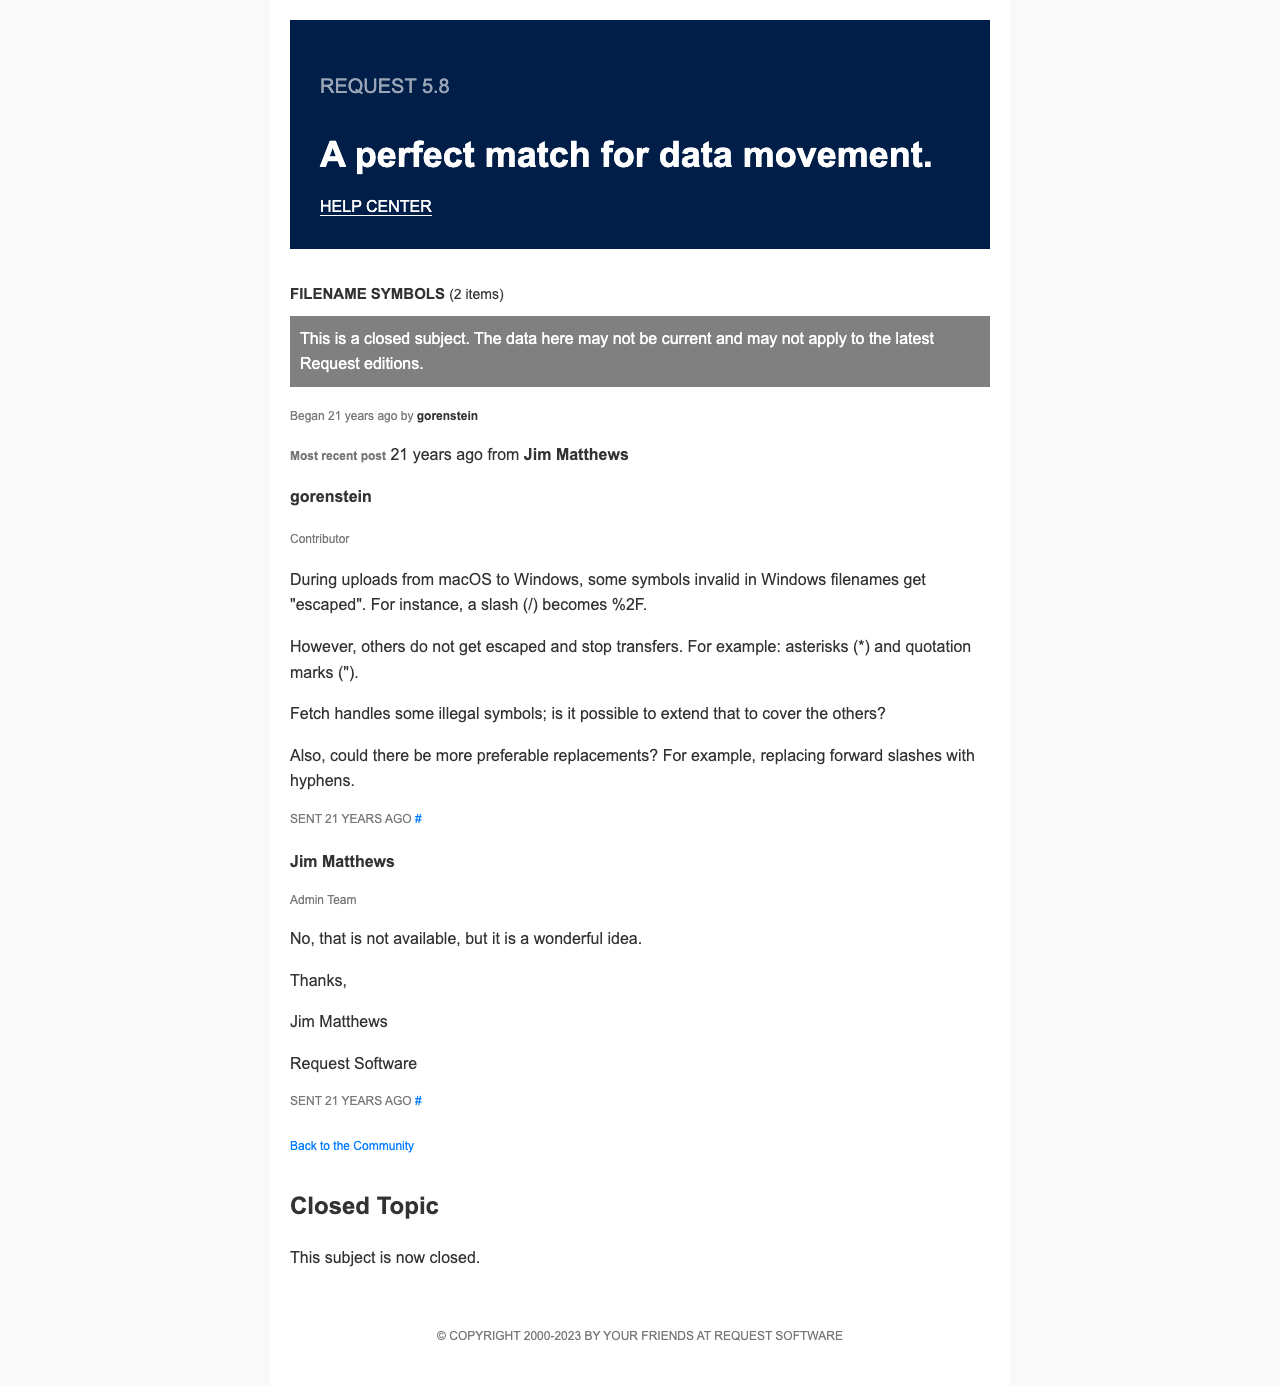 REQUEST 5.8
A perfect match for data movement.
HELP CENTER
FILENAME SYMBOLS (2 items)
This is a closed subject. The data here may not be current and may not apply to the latest
Request editions.
Began 21 years ago by gorenstein
Most recent post 21 years ago from Jim Matthews
gorenstein
Contributor
During uploads from macOS to Windows, some symbols invalid in Windows filenames get
"escaped". For instance, a slash (/) becomes %2F.
However, others do not get escaped and stop transfers. For example: asterisks (*) and quotation
marks (").
Fetch handles some illegal symbols; is it possible to extend that to cover the others?
Also, could there be more preferable replacements? For example, replacing forward slashes with
hyphens.
SENT 21 YEARS AGO #
Jim Matthews
Admin Team
No, that is not available, but it is a wonderful idea.
Thanks,
Jim Matthews
Request Software
SENT 21 YEARS AGO #
Back to the Community
Closed Topic
This subject is now closed.
© COPYRIGHT 2000-2023 BY YOUR FRIENDS AT REQUEST SOFTWARE